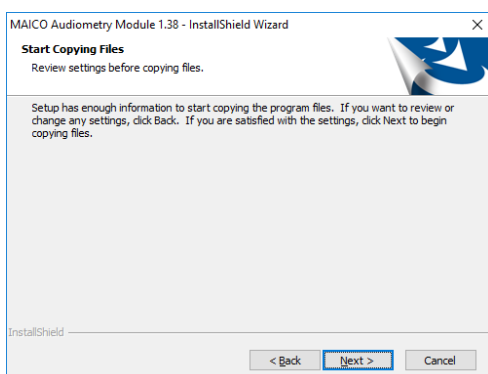 MAICO Audiometry Module 1.38 - InstallShield Wizard
Start Copying Files
Review settings before copying files.
Setup has enough information to start copying the program files. If you want to review or
change any settings, click Back. If you are satisfied with the settings, click Next to begin
copying files.
InstallShield
< Back
Next >
Cancel